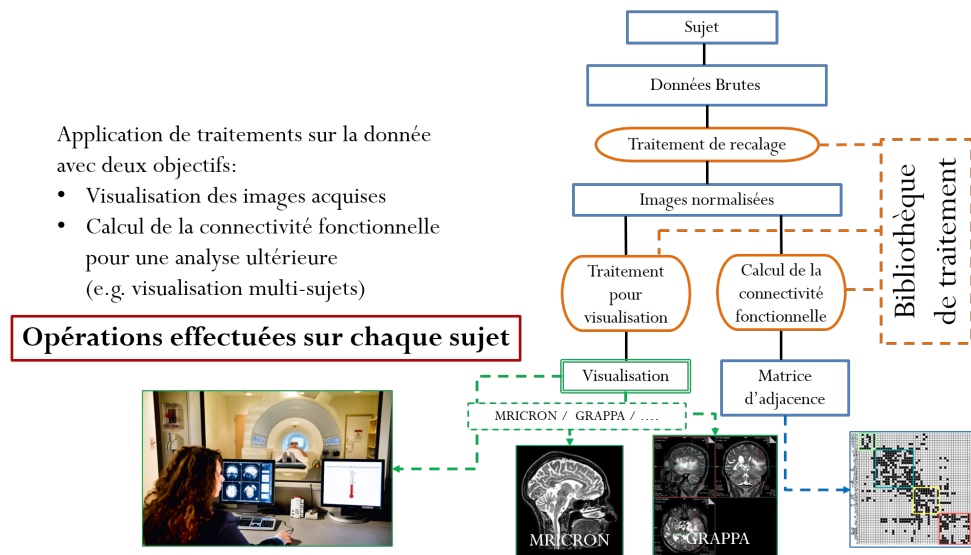 Sujet
Données Brutes
Traitement de recalage
Images normalisées
Traitement
pour
visualisation
Calcul de la
connectivité
fonctionnelle
Bibliothèque
de traitement
Application de traitements sur la donnée
avec deux objectifs:
• Visualisation des images acquises
• Calcul de la connectivité fonctionnelle
pour une analyse ultérieure
(e.g. visualisation multi-sujets)
Opérations effectuées sur chaque sujet
Visualisation
Matrice
d'adjacence
MRICRON / GRAPPA / ....
MRICRON
GRAPPA